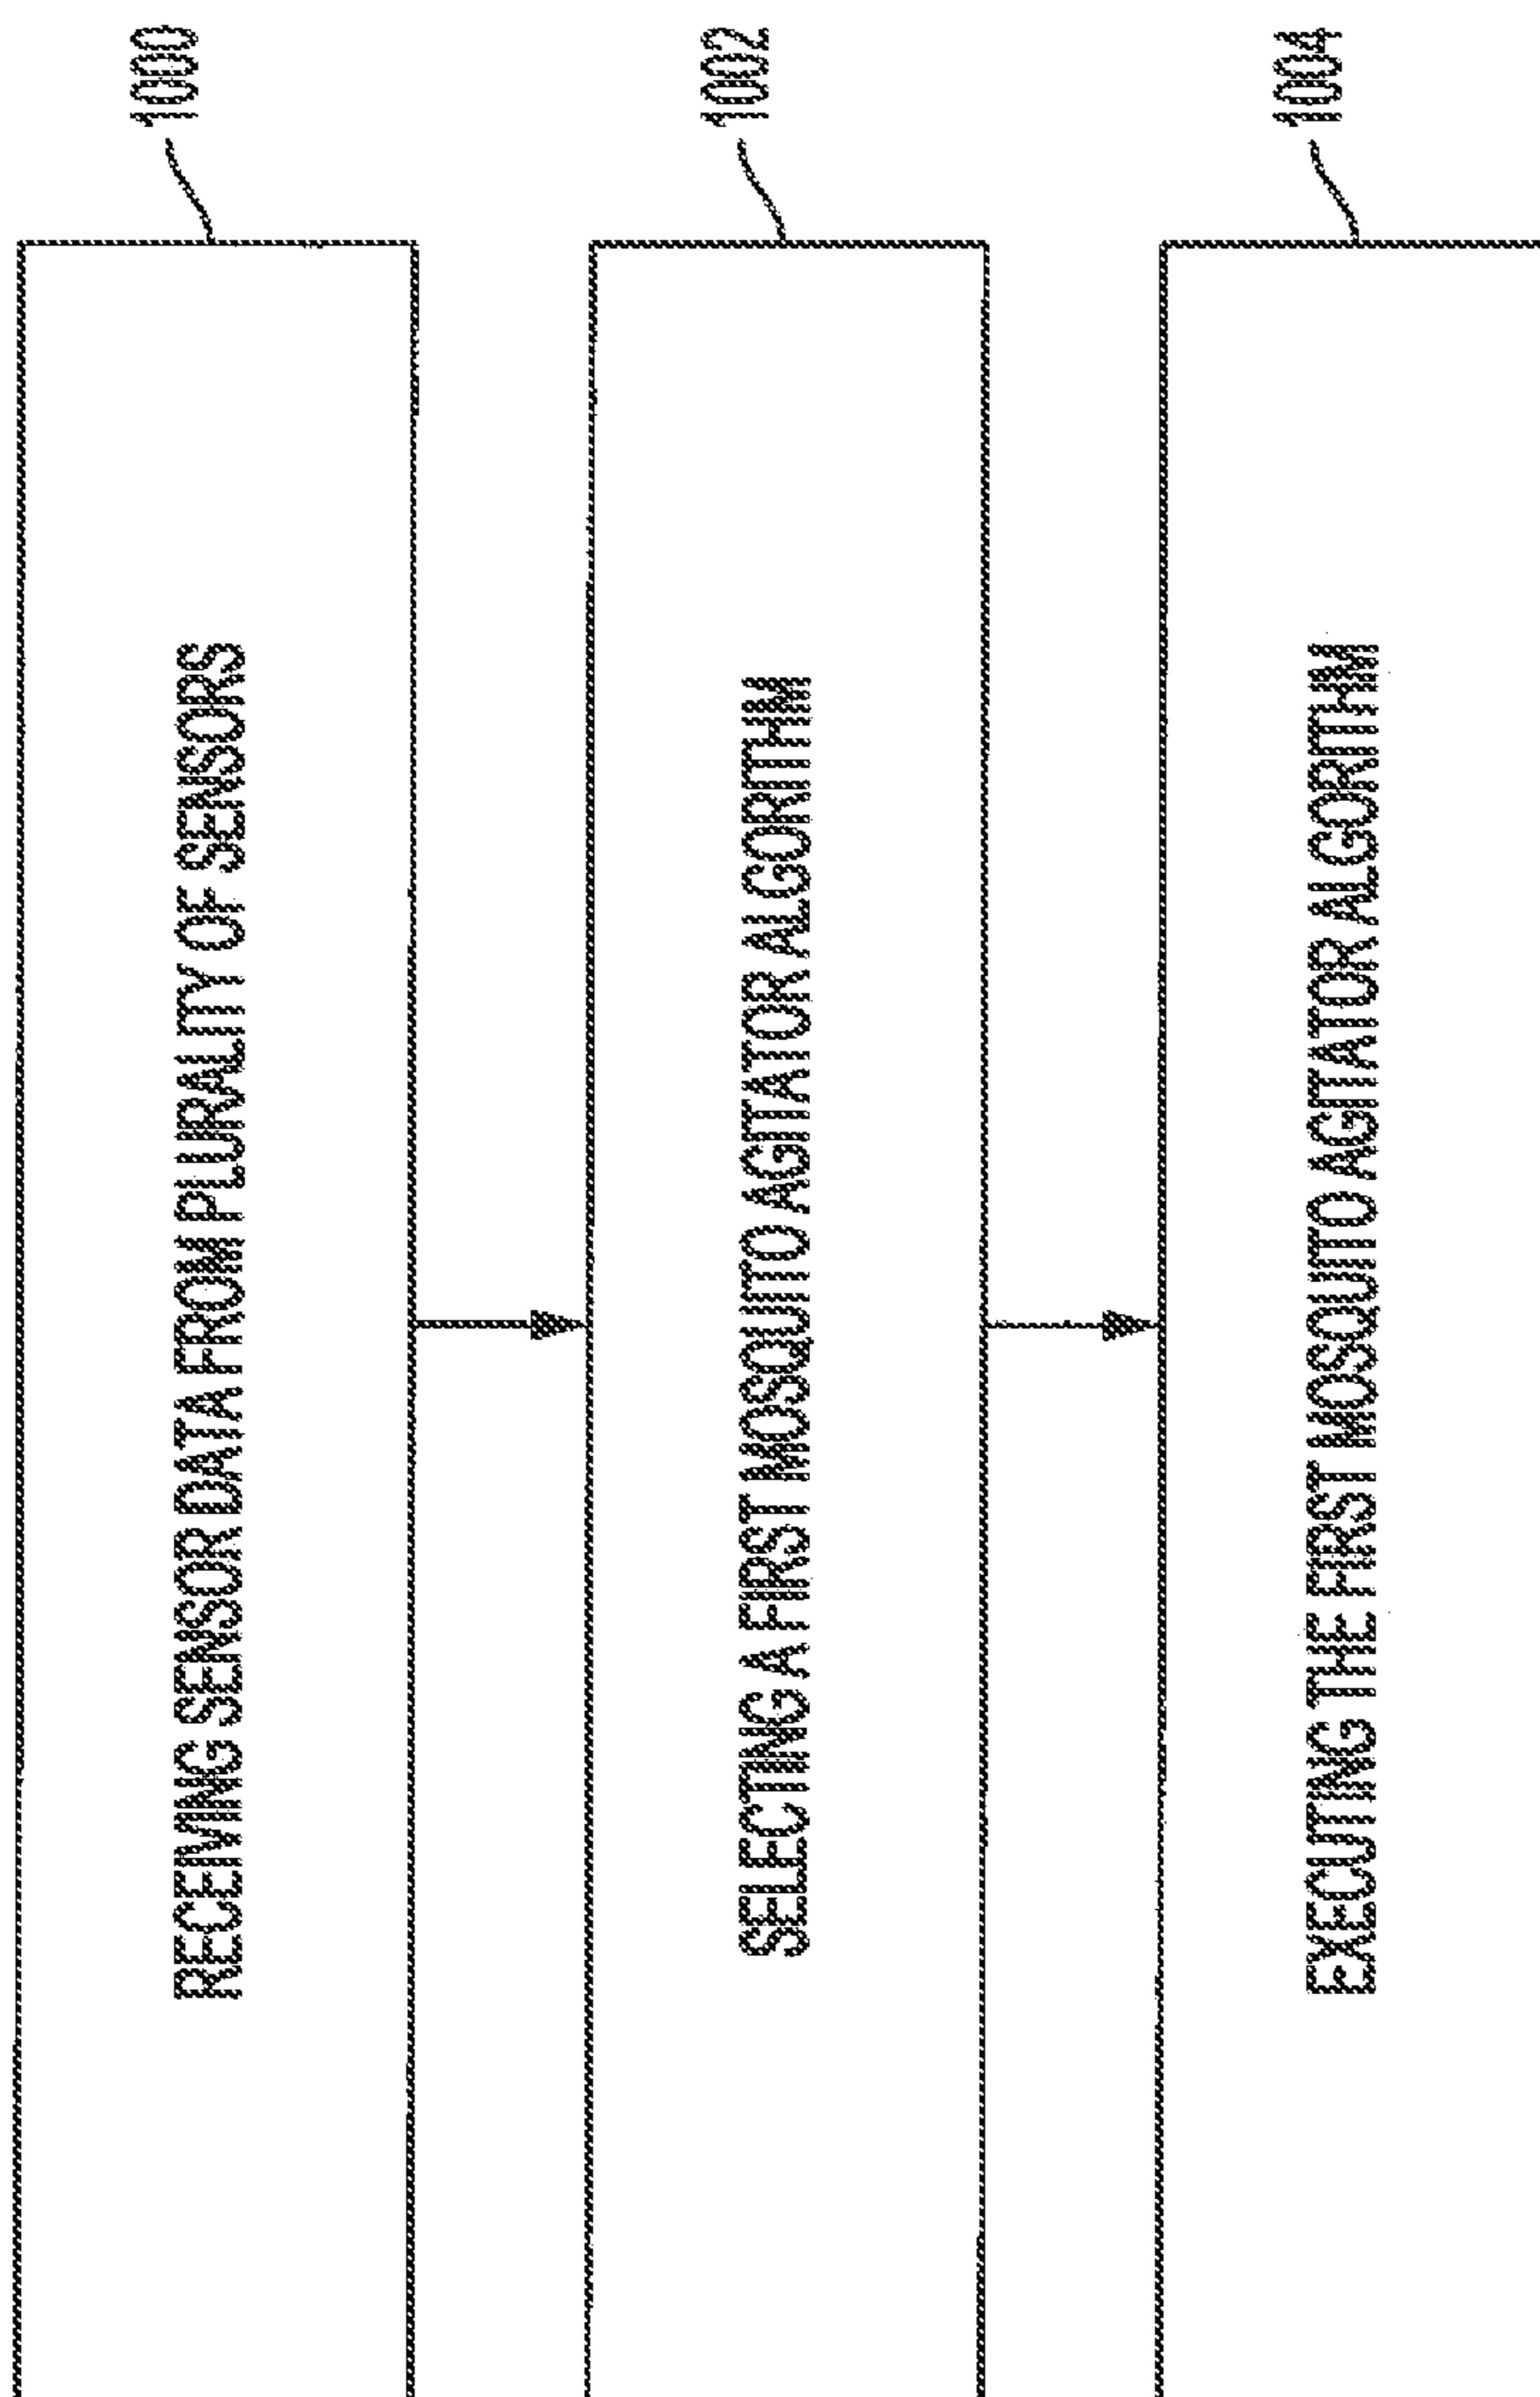 1000
RECEIVING SENSOR DATA FROM PLURALITY OF SENSORS
1002
SELECTING A FIRST MOSQUITO AGITATOR ALGORITHM
1004
EXECUTING THE FIRST MOSQUITO AGITATOR ALGORITHM